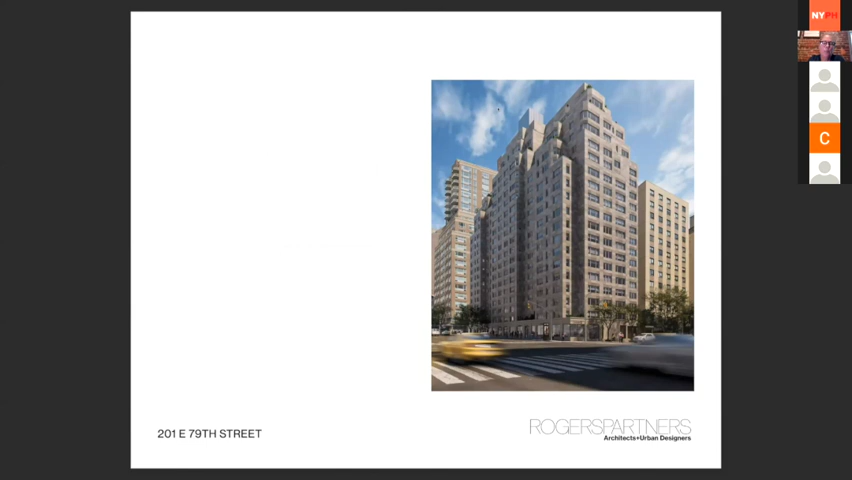 NYPH
C
201 E 79TH STREET
ROGERSPARTNERS
Architects+Urban Designers